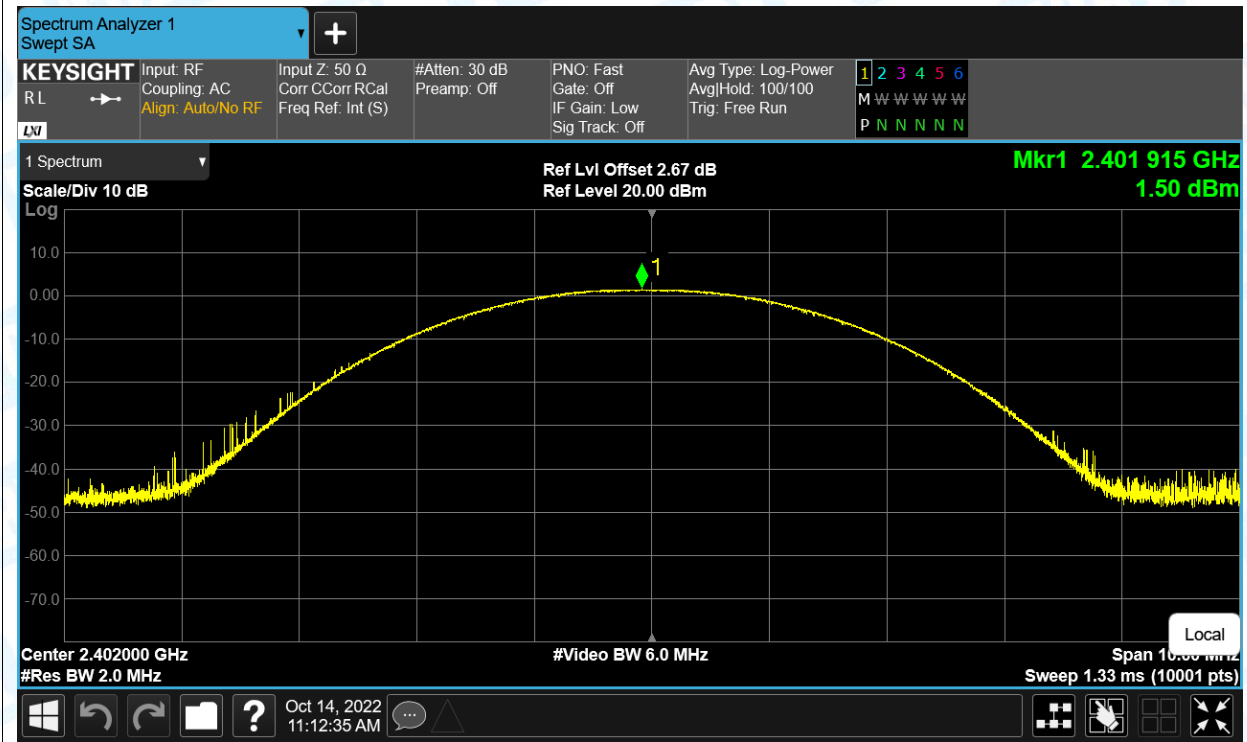 Spectrum Analyzer 1
Swept SA
KEYSIGHT
R L
LXI
Input: RF
Coupling: AC
Align: Auto/No RF
Input Z: 50 Ω
Corr CCorr RCal
Freq Ref: Int (S)
#Atten: 30 dB
Preamp: Off
PNO: Fast
Gate: Off
IF Gain: Low
Sig Track: Off
Avg Type: Log-Power
Avg|Hold: 100/100
Trig: Free Run
1 2 3 4 5 6
M W W W W W
P N N N N N
1 Spectrum
Scale/Div 10 dB
Ref Lvl Offset 2.67 dB
Ref Level 20.00 dBm
Mkr1 2.401 915 GHz
1.50 dBm
Log
10.0
0.00
-10.0
-20.0
-30.0
-40.0
-50.0
-60.0
-70.0
1
Local
Center 2.402000 GHz
#Video BW 6.0 MHz
Span 10.00 MHz
#Res BW 2.0 MHz
Sweep 1.33 ms (10001 pts)
?
Oct 14, 2022
11:12:35 AM